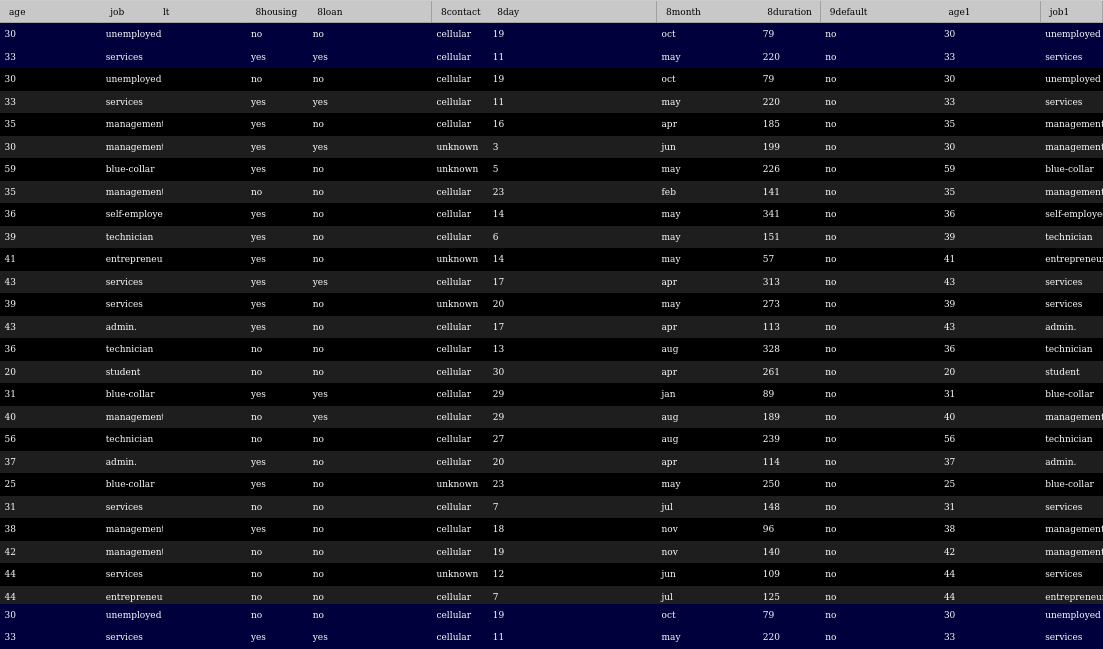 age job lt 8housing 8loan 8contact 8day 8month 8duration 9default age1 job1
30 unemployed no no cellular 19 oct 79 no 30 unemployed
33 services yes yes cellular 11 may 220 no 33 services
30 unemployed no no cellular 19 oct 79 no 30 unemployed
33 services yes yes cellular 11 may 220 no 33 services
35 management yes no cellular 16 apr 185 no 35 management
30 management yes yes unknown 3 jun 199 no 30 management
59 blue-collar yes no unknown 5 may 226 no 59 blue-collar
35 management no no cellular 23 feb 141 no 35 management
36 self-employe yes no cellular 14 may 341 no 36 self-employe
39 technician yes no cellular 6 may 151 no 39 technician
41 entrepreneu yes no unknown 14 may 57 no 41 entrepreneu
43 services yes yes cellular 17 apr 313 no 43 services
39 services yes no unknown 20 may 273 no 39 services
43 admin. yes no cellular 17 apr 113 no 43 admin.
36 technician no no cellular 13 aug 328 no 36 technician
20 student no no cellular 30 apr 261 no 20 student
31 blue-collar yes yes cellular 29 jan 89 no 31 blue-collar
40 management no yes cellular 29 aug 189 no 40 management
56 technician no no cellular 27 aug 239 no 56 technician
37 admin. yes no cellular 20 apr 114 no 37 admin.
25 blue-collar yes no unknown 23 may 250 no 25 blue-collar
31 services no no cellular 7 jul 148 no 31 services
38 management yes no cellular 18 nov 96 no 38 management
42 management no no cellular 19 nov 140 no 42 management
44 services no no unknown 12 jun 109 no 44 services
44 entrepreneu no no cellular 7 jul 125 no 44 entrepreneu
30 unemployed no no cellular 19 oct 79 no 30 unemployed
33 services yes yes cellular 11 may 220 no 33 services